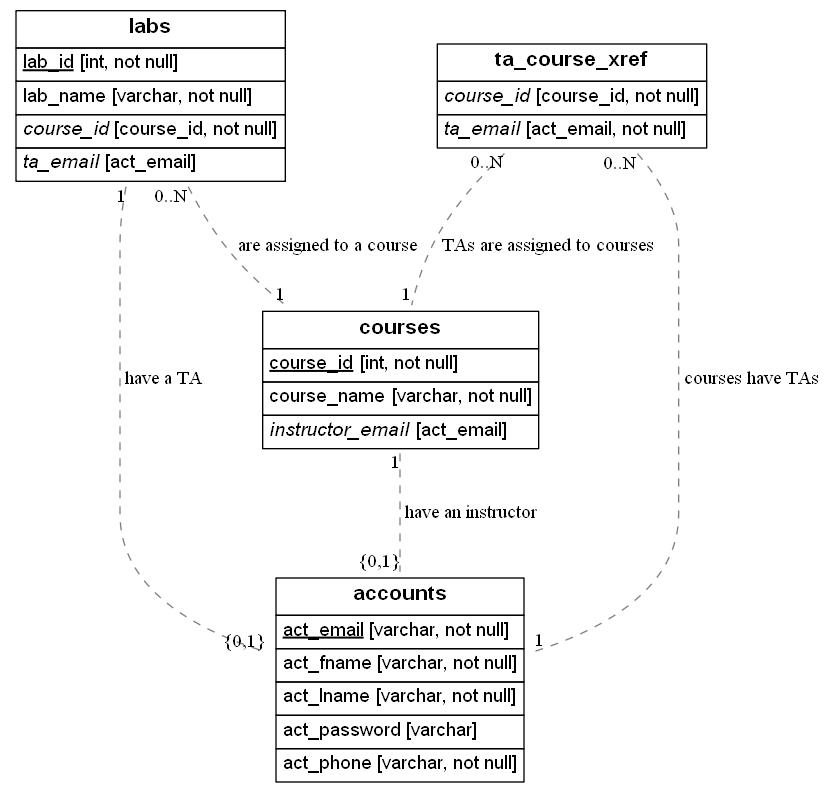 labs
lab_id [int, not null]
lab_name [varchar, not null]
course_id [course_id, not null]
ta_email [act_email]
ta_course_xref
course_id [course_id, not null]
ta_email [act_email, not null]
1
0..N
0..N
0..N
are assigned to a course
TAs are assigned to courses
1
1
courses
course_id [int, not null]
course_name [varchar, not null]
instructor_email [act_email]
have a TA
courses have TAs
1
have an instructor
{0,1}
accounts
act_email [varchar, not null]
act_fname [varchar, not null]
act_lname [varchar, not null]
act_password [varchar]
act_phone [varchar, not null]
{0,1}
1